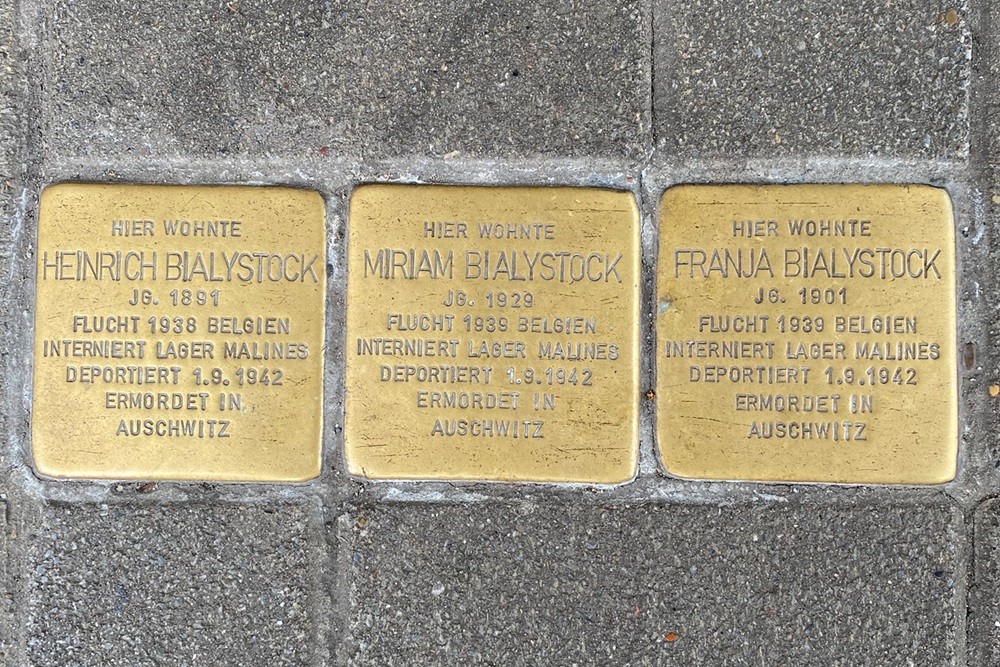 HIER WOHNTE
HEINRICH BIALYSTOCK
JG. 1891
FLUCHT 1938 BELGIEN
INTERNIERT LAGER MALINES
DEPORTIERT 1.9.1942
ERMORDET IN
AUSCHWITZ
HIER WOHNTE
MIRIAM BIALYSTOCK
JG. 1929
FLUCHT 1939 BELGIEN
INTERNIERT LAGER MALINES
DEPORTIERT 1.9.1942
ERMORDET IN
AUSCHWITZ
HIER WOHNTE
FRANJA BIALYSTOCK
JG. 1901
FLUCHT 1939 BELGIEN
INTERNIERT LAGER MALINES
DEPORTIERT 1.9.1942
ERMORDET IN
AUSCHWITZ